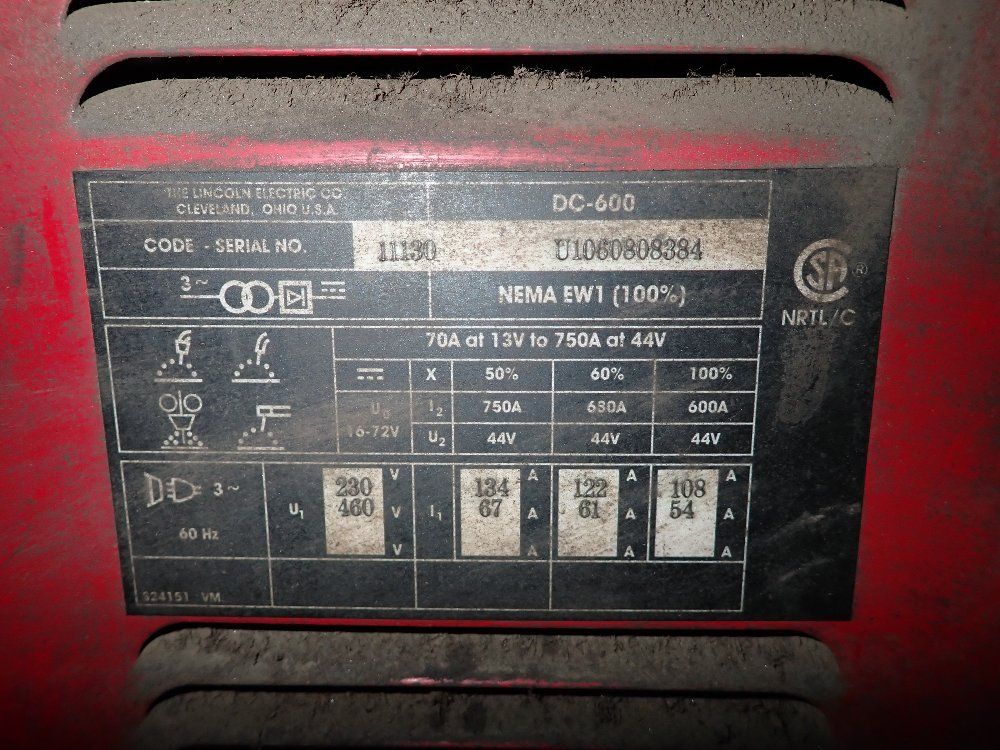 THE LINCOLN ELECTRIC CO
CLEVELAND, OHIO U.S.A.
DC-600
CODE - SERIAL NO. 11130 U1060808384
3~
NEMA EW1 (100%)
CSA ®
NRTL/C
70A at 13V to 750A at 44V
X 50% 60% 100%
U0 16-72V
I2 750A 680A 600A
U2 44V 44V 44V
3~
60 Hz
U1 I1
230 V 134 A 122 A 108 A
460 V 67 A 61 A 54 A
V A A A
S24151 VM